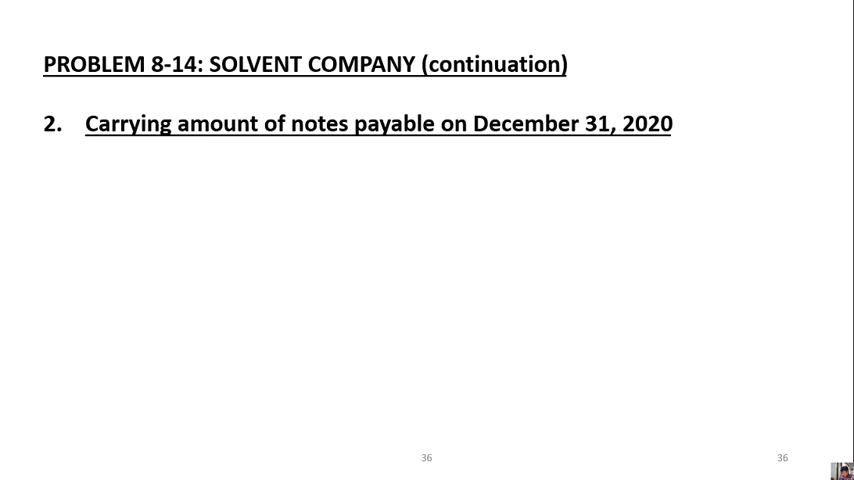 PROBLEM 8-14: SOLVENT COMPANY (continuation)
2. Carrying amount of notes payable on December 31, 2020
36
36